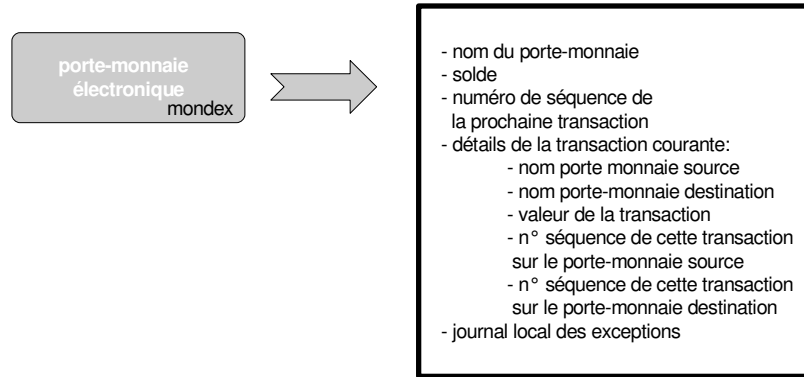 porte-monnaie
électronique
mondex
- nom du porte-monnaie
- solde
- numéro de séquence de
la prochaine transaction
- détails de la transaction courante:
- nom porte monnaie source
- nom porte-monnaie destination
- valeur de la transaction
- n° séquence de cette transaction
sur le porte-monnaie source
- n° séquence de cette transaction
sur le porte-monnaie destination
- journal local des exceptions